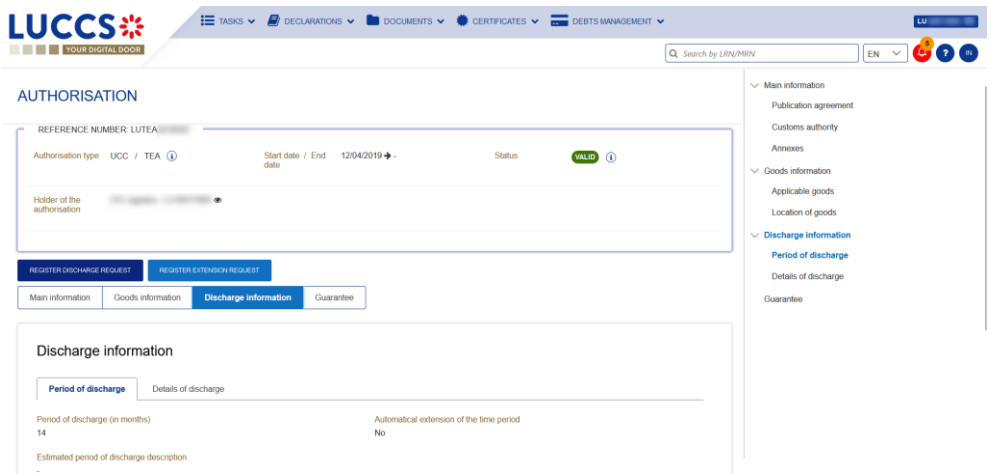 LUCCS
YOUR DIGITAL DOOR
TASKS
DECLARATIONS
DOCUMENTS
CERTIFICATES
DEBTS MANAGEMENT
LU
Search by LRN/MRN
EN
5
?
IN
AUTHORISATION
REFERENCE NUMBER: LUTEA
Authorisation type UCC / TEA
Start date / End date 12/04/2019 → -
Status VALID
Holder of the authorisation
REGISTER DISCHARGE REQUEST
REGISTER EXTENSION REQUEST
Main information
Goods information
Discharge information
Guarantee
Discharge information
Period of discharge
Details of discharge
Period of discharge (in months)
14
Automatical extension of the time period
No
Estimated period of discharge description
-
Main information
Publication agreement
Customs authority
Annexes
Goods information
Applicable goods
Location of goods
Discharge information
Period of discharge
Details of discharge
Guarantee